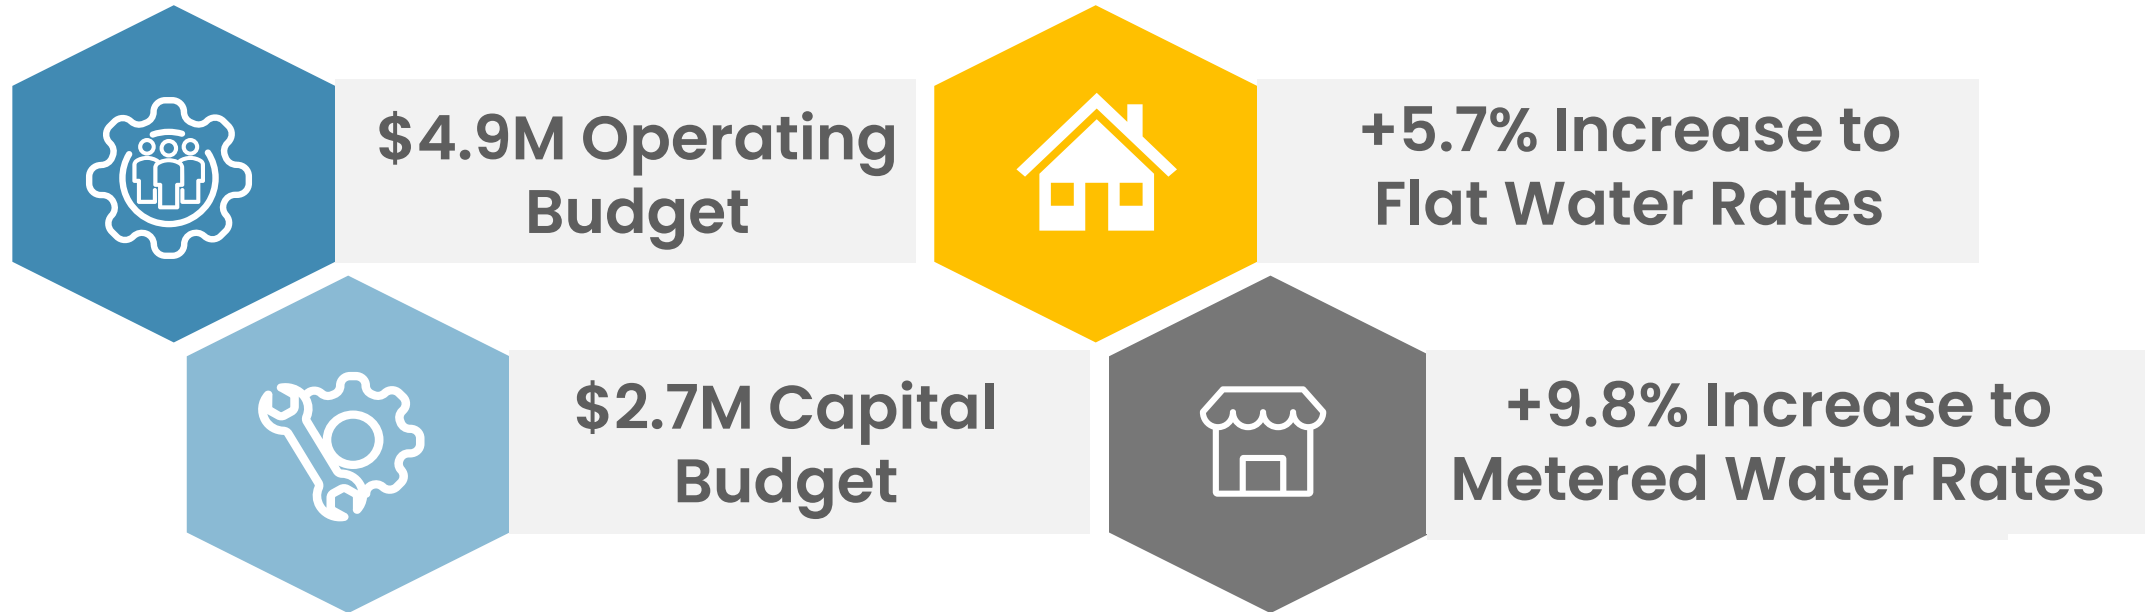 $4.9M Operating
Budget
+5.7% Increase to
Flat Water Rates
$2.7M Capital
Budget
+9.8% Increase to
Metered Water Rates